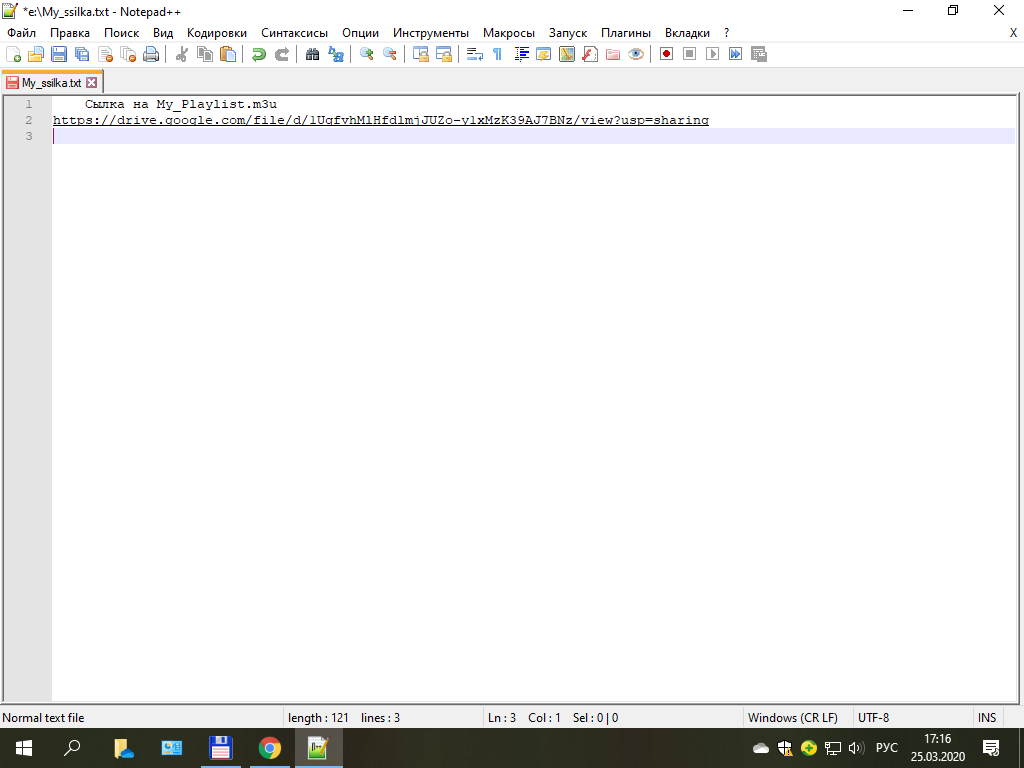 *e:\My_ssilka.txt - Notepad++
Файл Правка Поиск Вид Кодировки Синтаксисы Опции Инструменты Макросы Запуск Плагины Вкладки ? X
My_ssilka.txt
1 Сылка на My_Playlist.m3u
2 https://drive.google.com/file/d/1UgfvhMlHfdlmjJUZo-y1xMzK39AJ7BNz/view?usp=sharing
3
Normal text file length : 121 lines : 3 Ln : 3 Col : 1 Sel : 0 | 0 Windows (CR LF) UTF-8 INS
РУС 17:16
25.03.2020